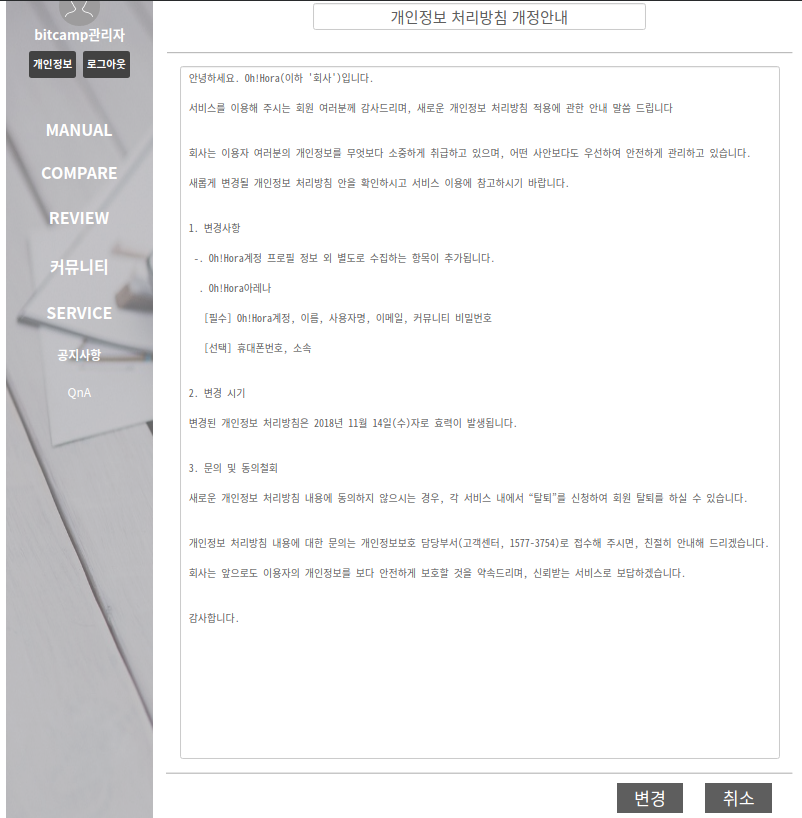 bitcamp관리자
개인정보 로그아웃
MANUAL
COMPARE
REVIEW
커뮤니티
SERVICE
공지사항
QnA
개인정보 처리방침 개정안내
안녕하세요. Oh!Hora(이하 '회사')입니다.
서비스를 이용해 주시는 회원 여러분께 감사드리며, 새로운 개인정보 처리방침 적용에 관한 안내 말씀 드립니다
회사는 이용자 여러분의 개인정보를 무엇보다 소중하게 취급하고 있으며, 어떤 사안보다도 우선하여 안전하게 관리하고 있습니다.
새롭게 변경될 개인정보 처리방침 안을 확인하시고 서비스 이용에 참고하시기 바랍니다.
1. 변경사항
-. Oh!Hora계정 프로필 정보 외 별도로 수집하는 항목이 추가됩니다.
. Oh!Hora아레나
[필수] Oh!Hora계정, 이름, 사용자명, 이메일, 커뮤니티 비밀번호
[선택] 휴대폰번호, 소속
2. 변경 시기
변경된 개인정보 처리방침은 2018년 11월 14일(수)자로 효력이 발생됩니다.
3. 문의 및 동의철회
새로운 개인정보 처리방침 내용에 동의하지 않으시는 경우, 각 서비스 내에서 “탈퇴”를 신청하여 회원 탈퇴를 하실 수 있습니다.
개인정보 처리방침 내용에 대한 문의는 개인정보보호 담당부서(고객센터, 1577-3754)로 접수해 주시면, 친절히 안내해 드리겠습니다.
회사는 앞으로도 이용자의 개인정보를 보다 안전하게 보호할 것을 약속드리며, 신뢰받는 서비스로 보답하겠습니다.
감사합니다.
변경 취소